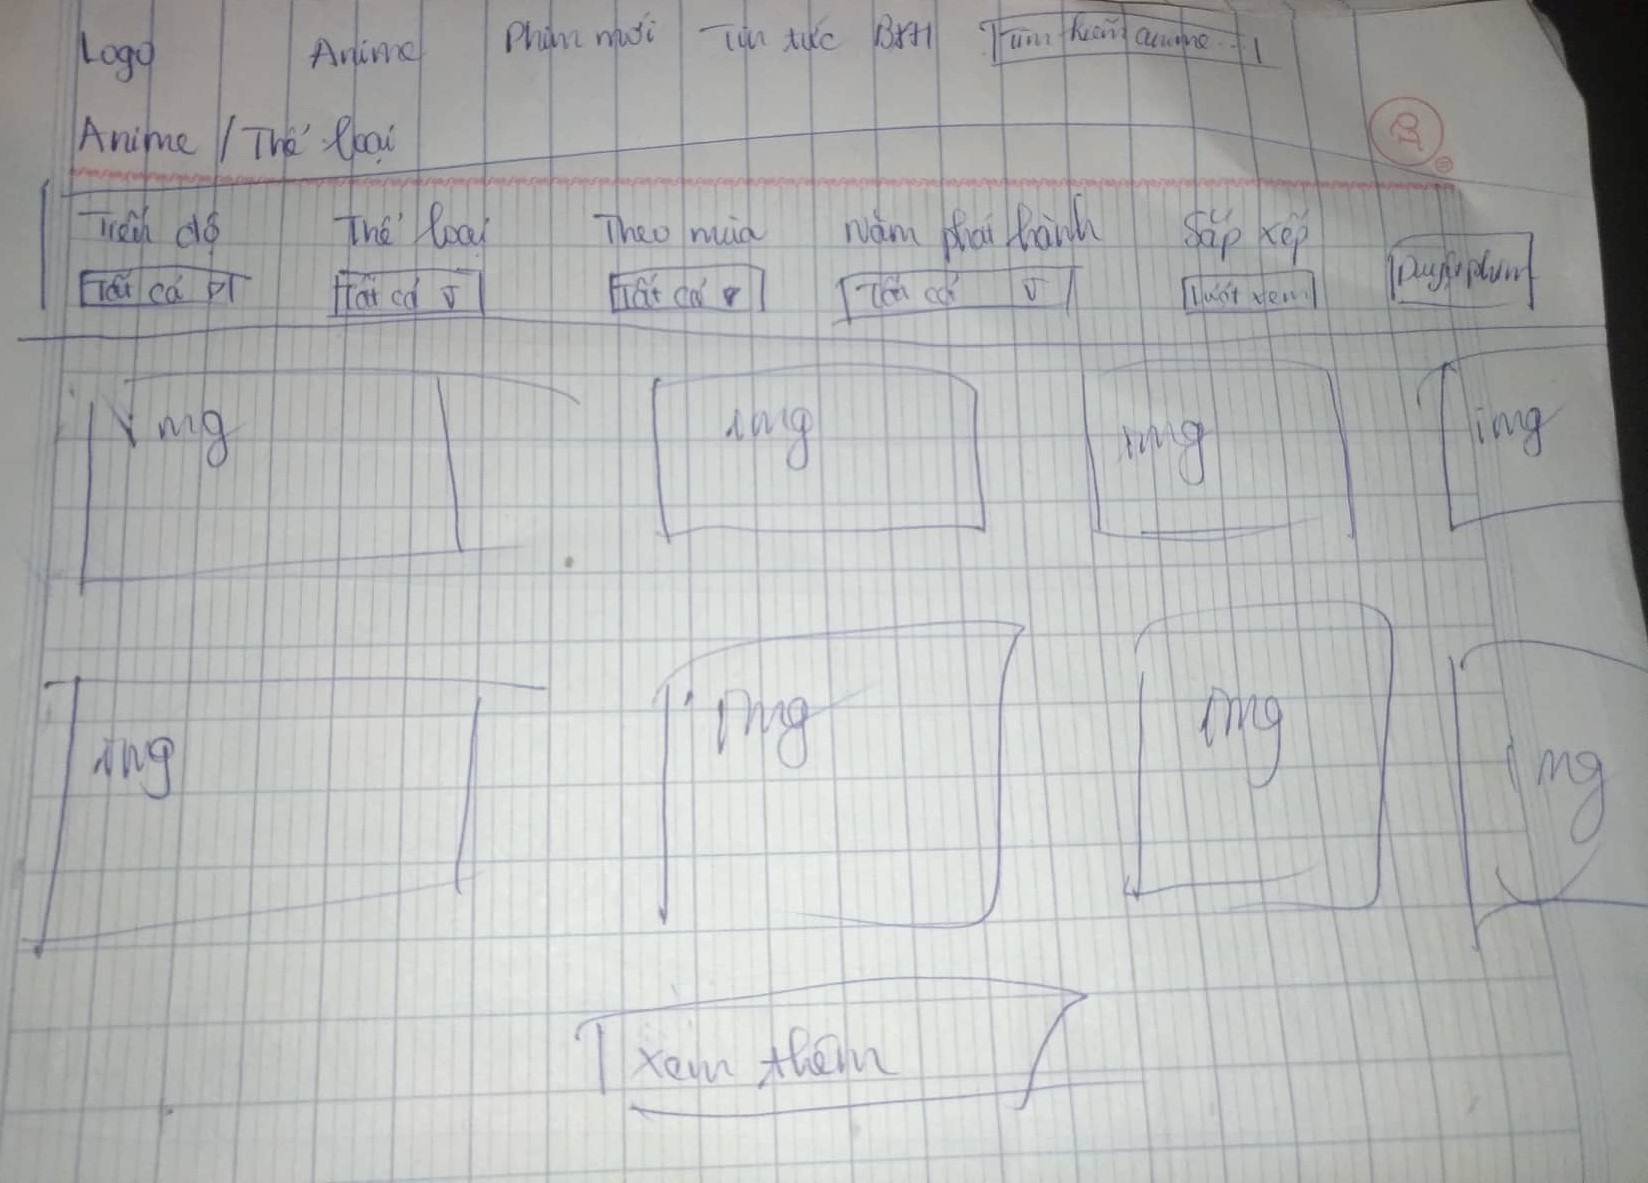 Logo Anime Phim mới Tin tức BXH Tìm kiếm anime...
Anime / Thể loại
Tiến độ Thể loại Theo mùa Năm phát hành Sắp xếp
Tất cả Tất cả Tất cả Tất cả Lượt xem Duyệt phim
img img img img
img img img img
Xem thêm